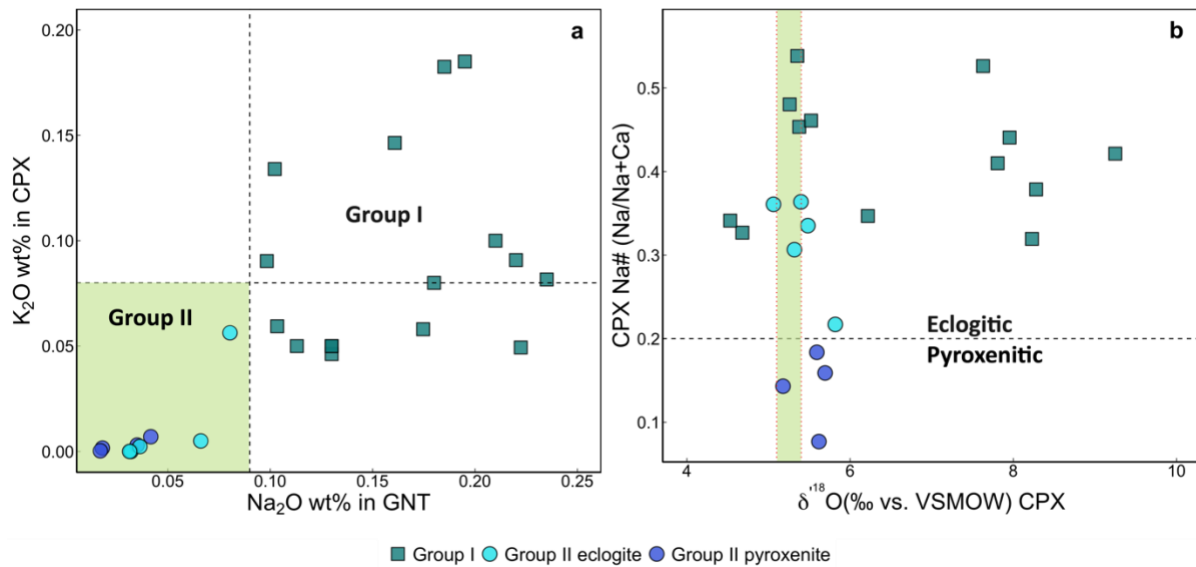 a
0.20
0.15
0.10
0.05
0.00
K₂O wt% in CPX
Group I
Group II
0.05
0.10
0.15
0.20
0.25
Na₂O wt% in GNT
b
0.5
0.4
0.3
0.2
0.1
CPX Na# (Na/Na+Ca)
Eclogitic
Pyroxenitic
4
6
8
10
δ'¹⁸O(‰ vs. VSMOW) CPX
Group I Group II eclogite Group II pyroxenite